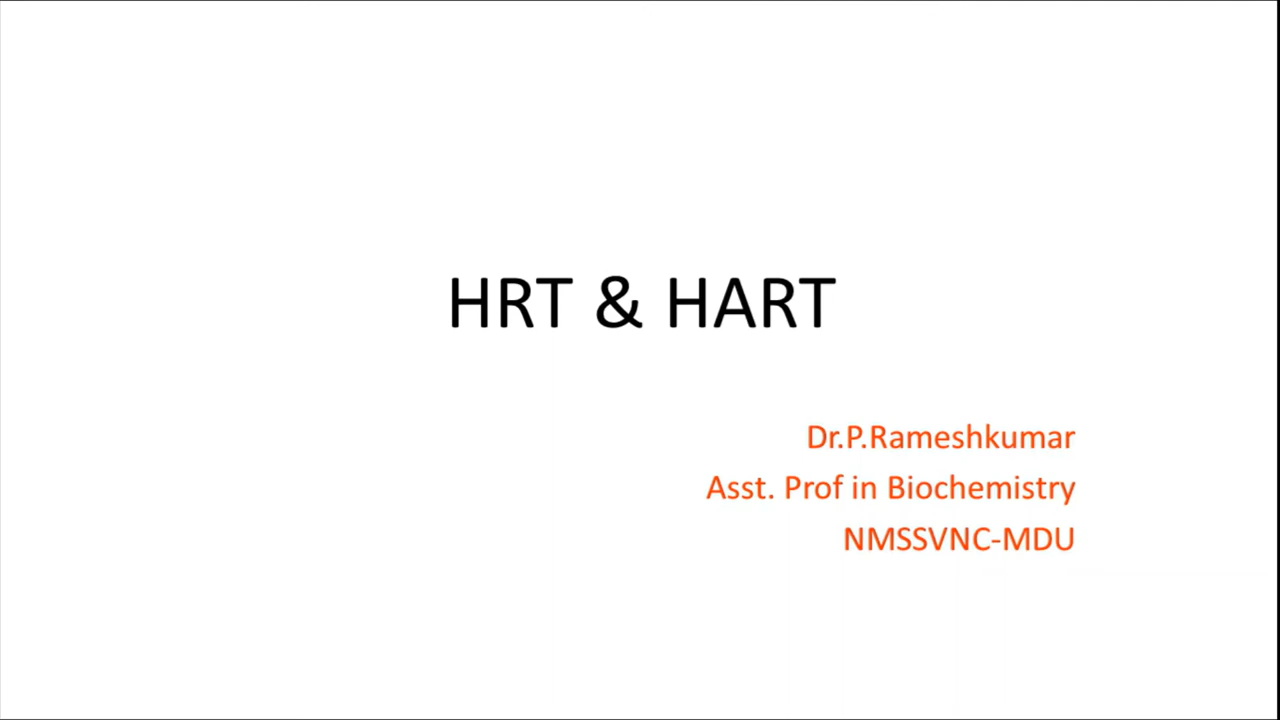 HRT & HART
Dr.P.Rameshkumar
Asst. Prof in Biochemistry
NMSSVNC-MDU